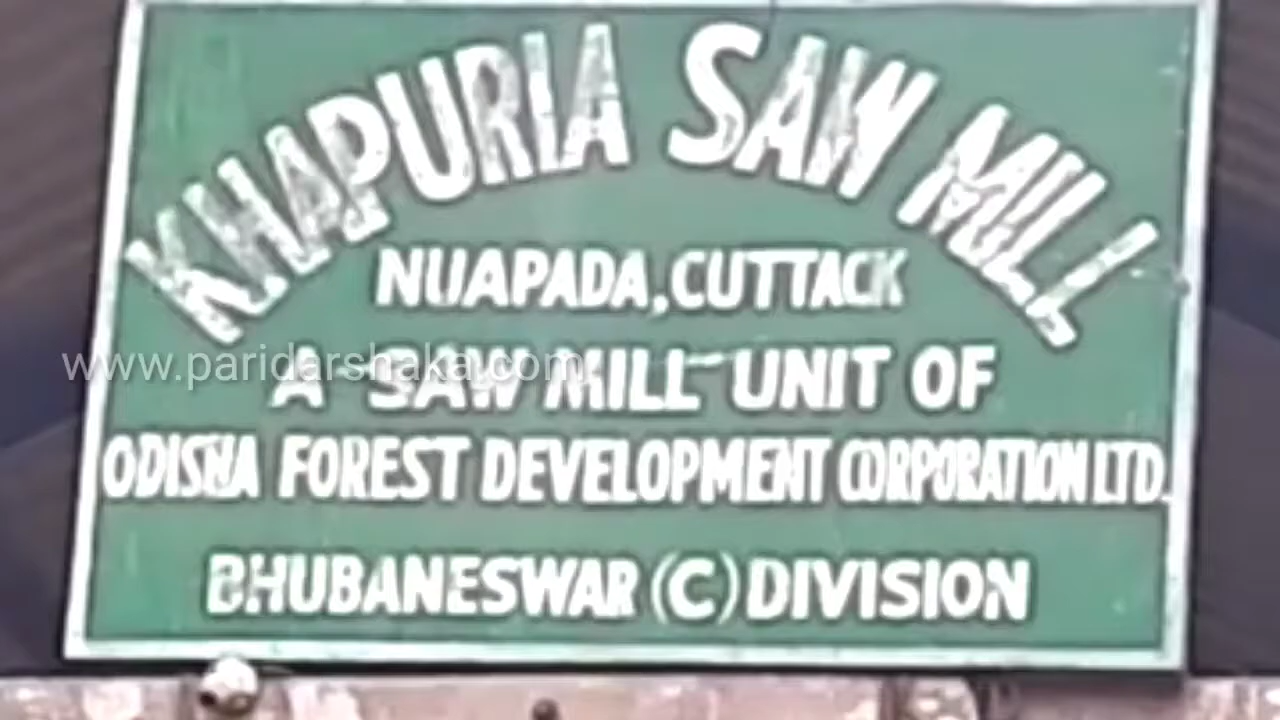 KHAPURIA SAW MILL
NUAPADA, CUTTACK
www.paridarshaka.com
A SAW MILL UNIT OF
ODISHA FOREST DEVELOPMENT CORPORATION LTD.
BHUBANESWAR (C) DIVISION